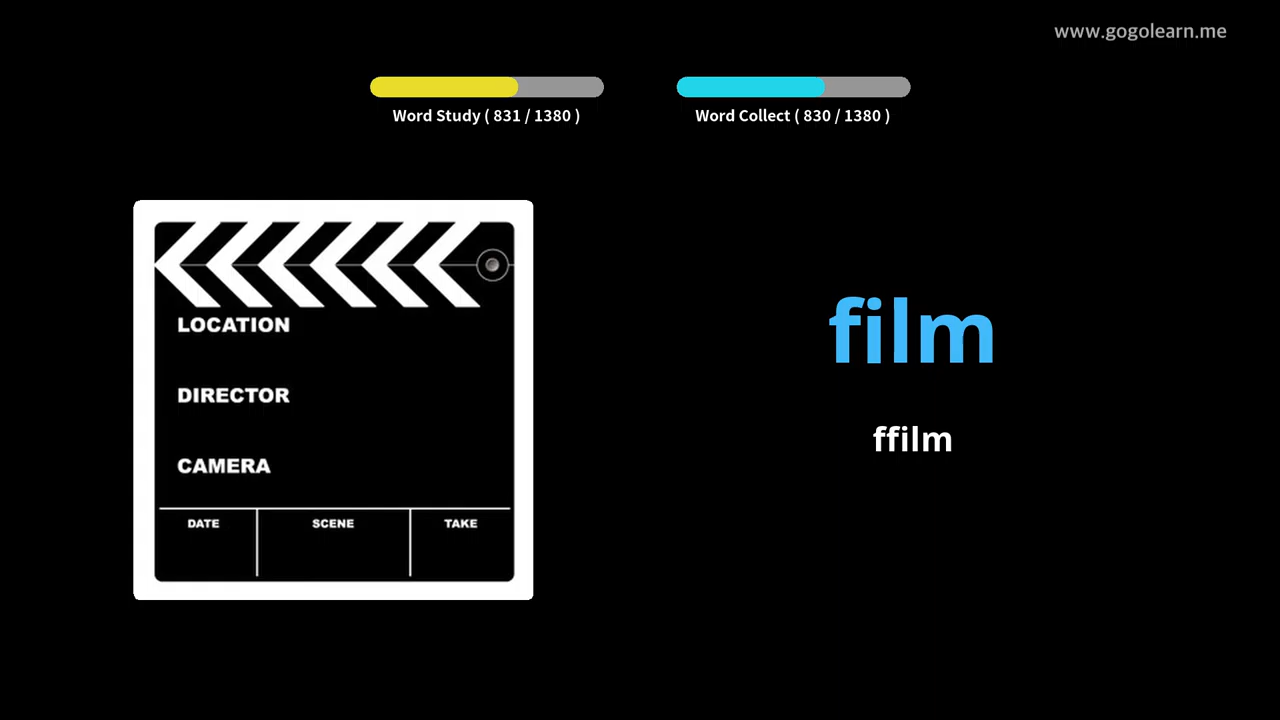 www.gogolearn.me
Word Study ( 831 / 1380 )
Word Collect ( 830 / 1380 )
LOCATION
DIRECTOR
CAMERA
DATE
SCENE
TAKE
film
ffilm